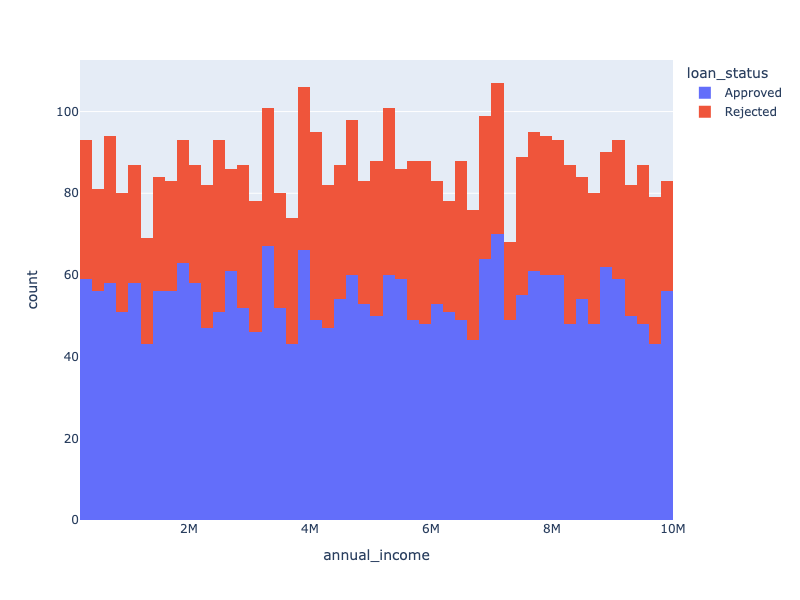 loan_status
Approved
Rejected
100
80
60
40
20
0
count
2M
4M
6M
8M
10M
annual_income